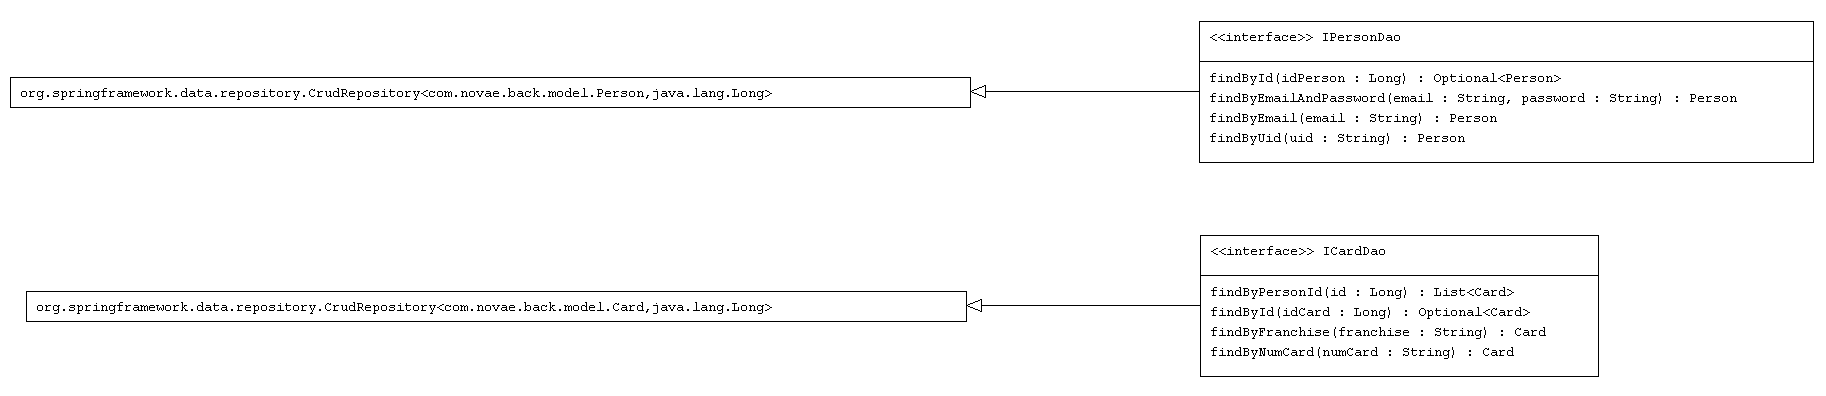 <<interface>> IPersonDao
org.springframework.data.repository.CrudRepository<com.novae.back.model.Person,java.lang.Long>
findById(idPerson : Long) : Optional<Person>
findByEmailAndPassword(email : String, password : String) : Person
findByEmail(email : String) : Person
findByUid(uid : String) : Person
<<interface>> ICardDao
org.springframework.data.repository.CrudRepository<com.novae.back.model.Card,java.lang.Long>
findByPersonId(id : Long) : List<Card>
findById(idCard : Long) : Optional<Card>
findByFranchise(franchise : String) : Card
findByNumCard(numCard : String) : Card